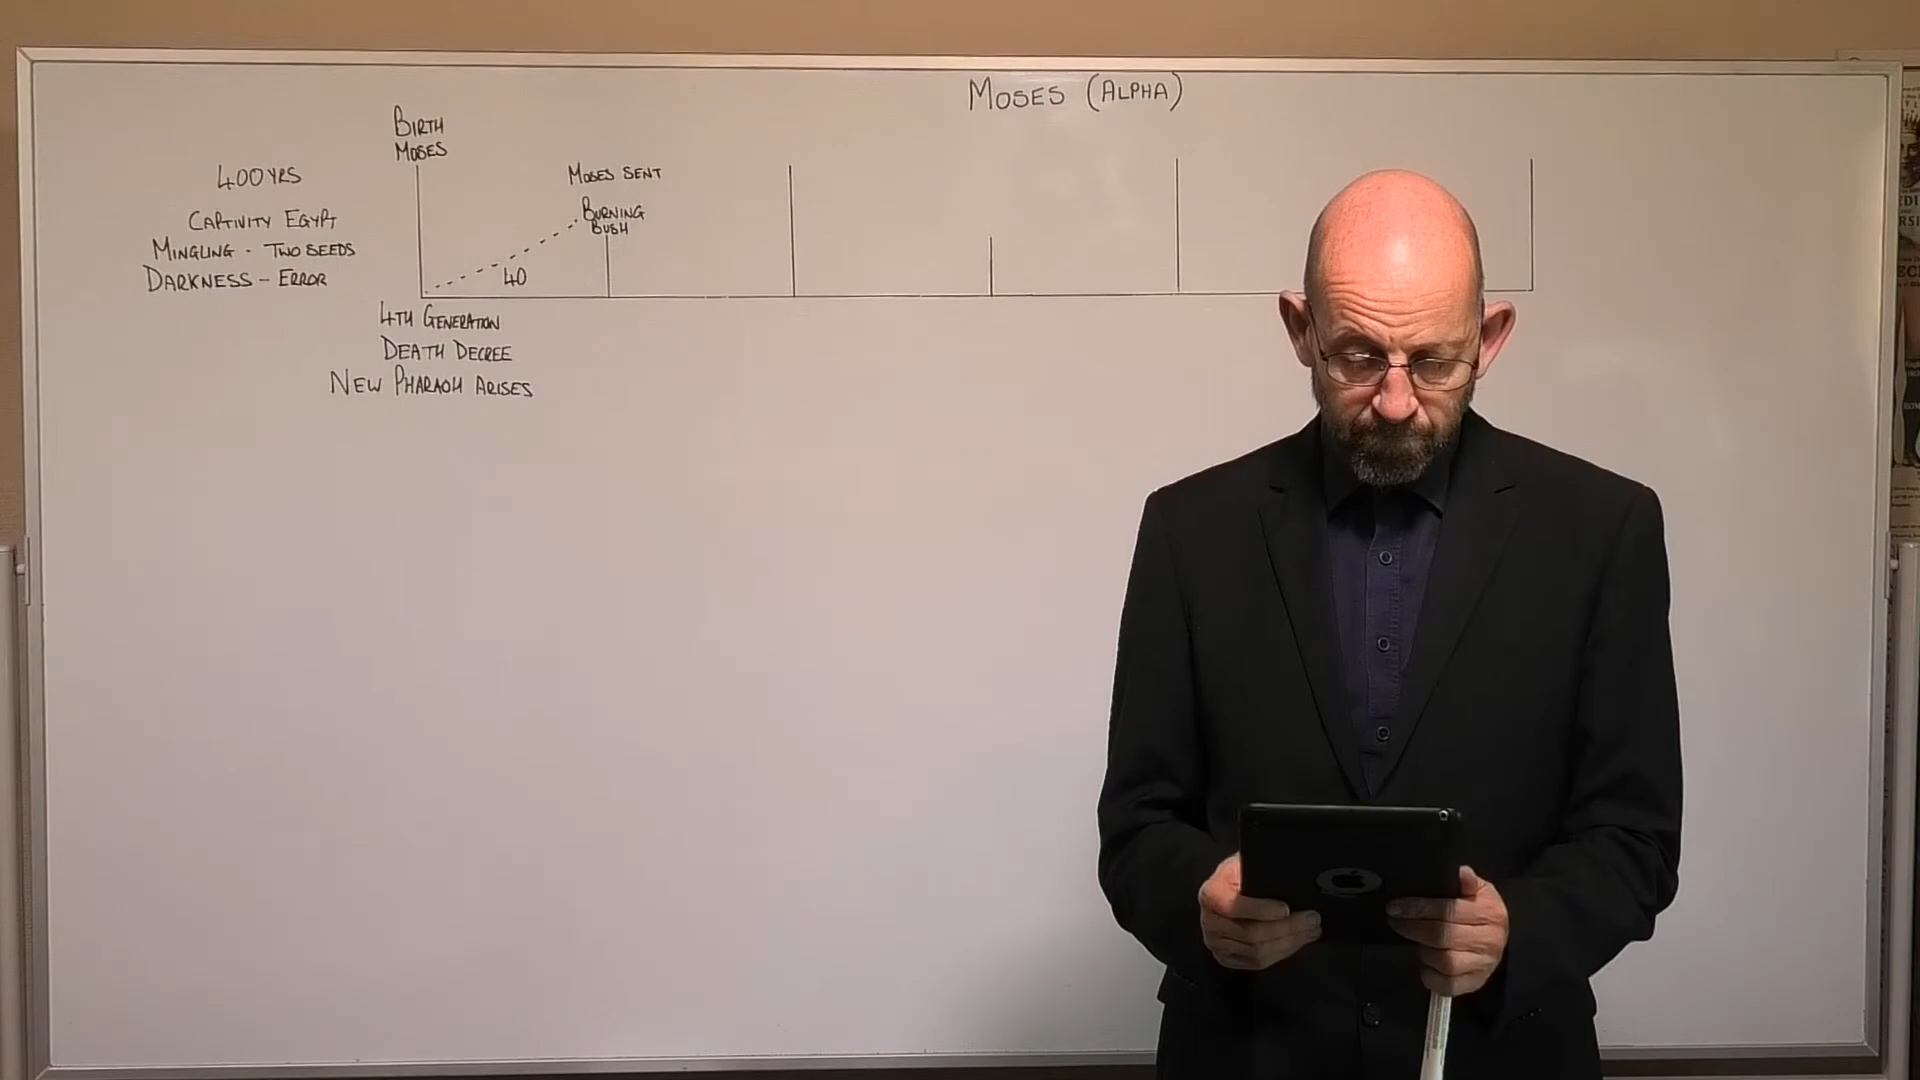 MOSES (ALPHA)
BIRTH
MOSES
400 YRS
CAPTIVITY EGYPT
MINGLING - TWO SEEDS
DARKNESS - ERROR
MOSES SENT
BURNING
BUSH
40
4TH GENERATION
DEATH DECREE
NEW PHARAOH ARISES